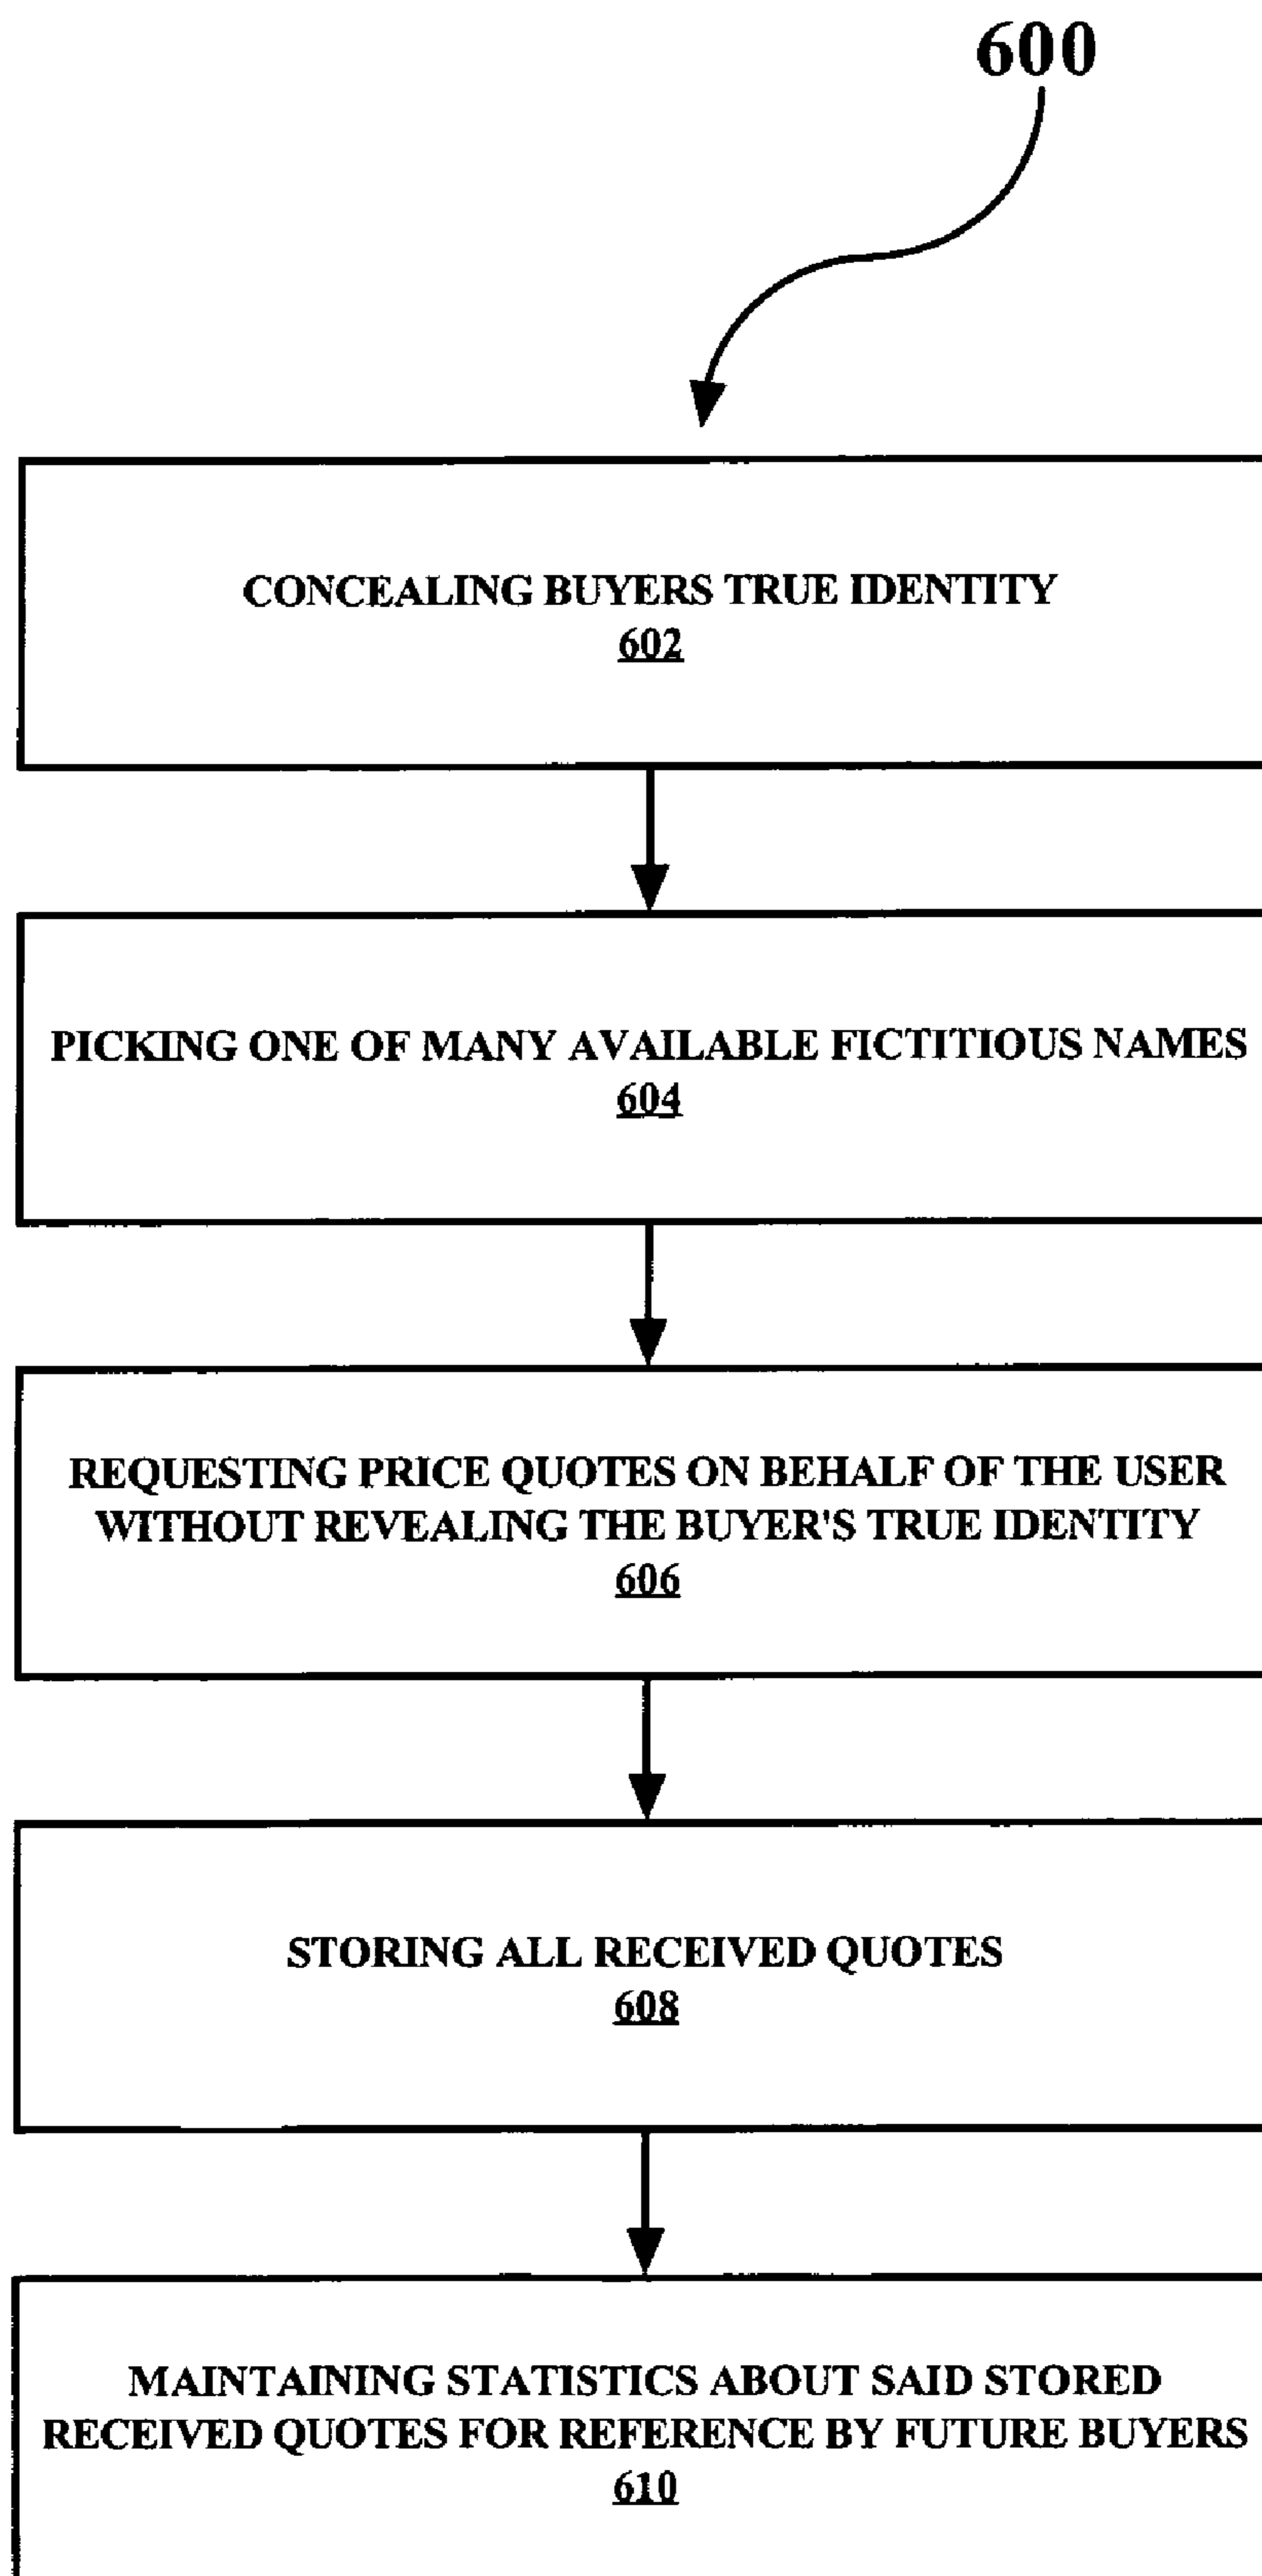 600
CONCEALING BUYERS TRUE IDENTITY
602
PICKING ONE OF MANY AVAILABLE FICTITIOUS NAMES
604
REQUESTING PRICE QUOTES ON BEHALF OF THE USER
WITHOUT REVEALING THE BUYER'S TRUE IDENTITY
606
STORING ALL RECEIVED QUOTES
608
MAINTAINING STATISTICS ABOUT SAID STORED
RECEIVED QUOTES FOR REFERENCE BY FUTURE BUYERS
610